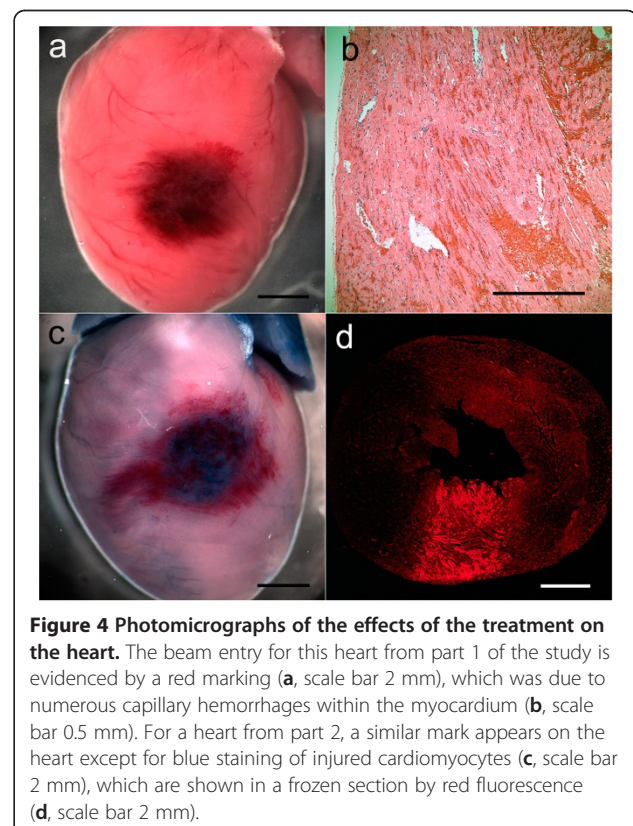 a
b
c
d
Figure 4 Photomicrographs of the effects of the treatment on
the heart. The beam entry for this heart from part 1 of the study is
evidenced by a red marking (a, scale bar 2 mm), which was due to
numerous capillary hemorrhages within the myocardium (b, scale
bar 0.5 mm). For a heart from part 2, a similar mark appears on the
heart except for blue staining of injured cardiomyocytes (c, scale bar
2 mm), which are shown in a frozen section by red fluorescence
(d, scale bar 2 mm).